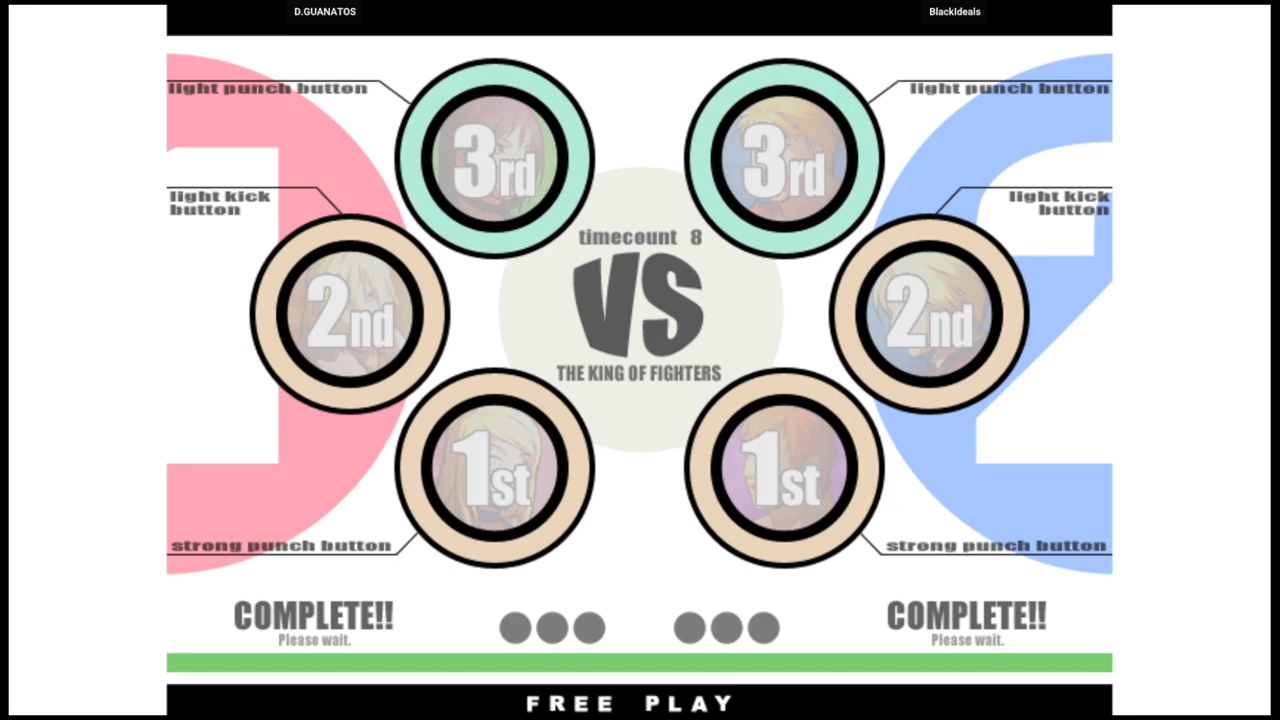 D.GUANATOS
BlackIdeals
light punch button
light punch button
3rd
3rd
light kick
button
light kick
button
timecount 8
2nd
VS
2nd
THE KING OF FIGHTERS
1st
1st
strong punch button
strong punch button
COMPLETE!!
Please wait.
COMPLETE!!
Please wait.
FREE PLAY